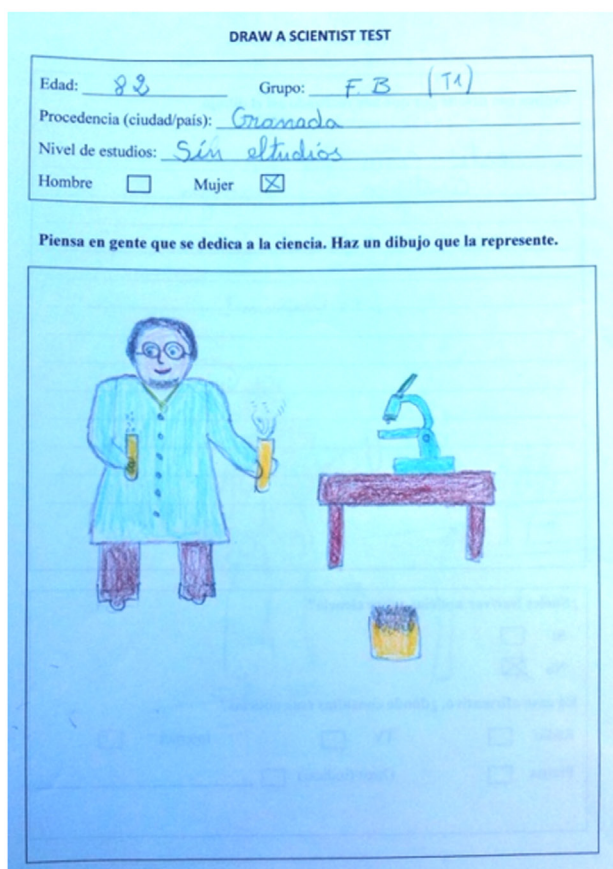 DRAW A SCIENTIST TEST
Edad: 82 Grupo: F.B (T1)
Procedencia (ciudad/país): Granada
Nivel de estudios: Sin eltudios
Hombre Mujer
Piensa en gente que se dedica a la ciencia. Haz un dibujo que la represente.